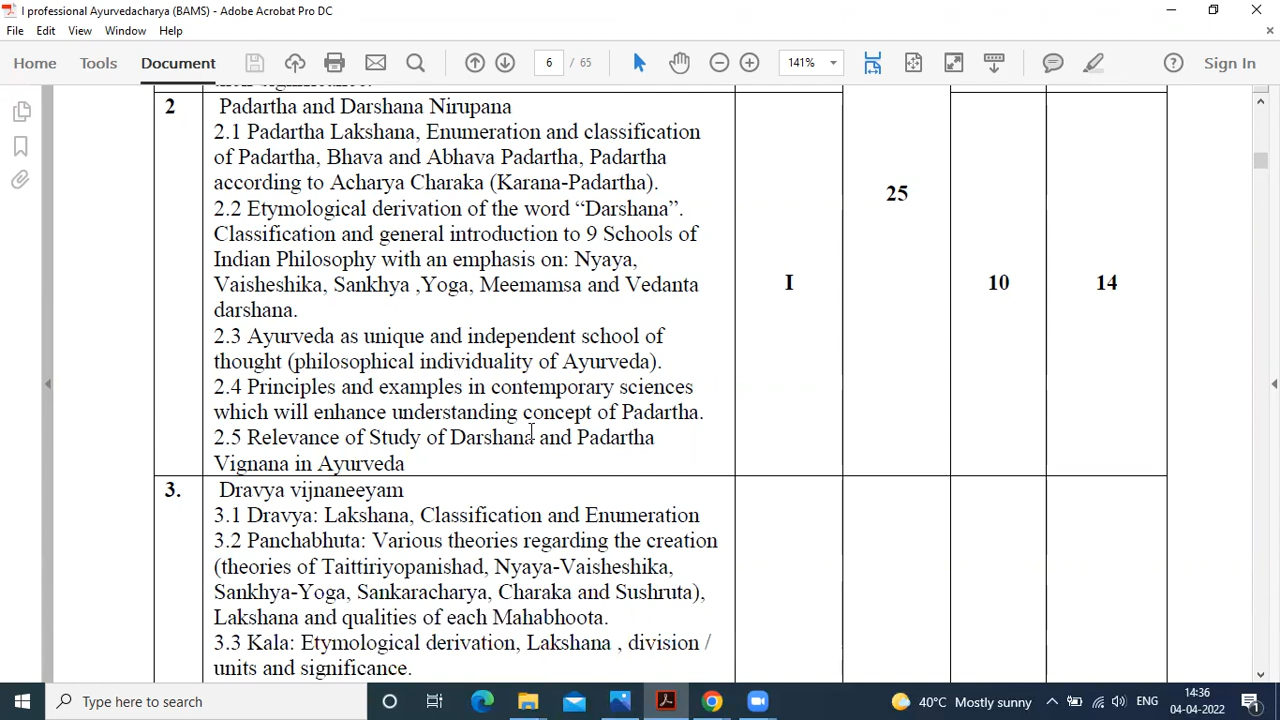 I professional Ayurvedacharya (BAMS) - Adobe Acrobat Pro DC
File Edit View Window Help
Home Tools Document 6 / 65 141% Sign In
2 Padartha and Darshana Nirupana
2.1 Padartha Lakshana, Enumeration and classification
of Padartha, Bhava and Abhava Padartha, Padartha
according to Acharya Charaka (Karana-Padartha).
25
2.2 Etymological derivation of the word “Darshana”.
Classification and general introduction to 9 Schools of
Indian Philosophy with an emphasis on: Nyaya,
Vaisheshika, Sankhya ,Yoga, Meemamsa and Vedanta
I 10 14
darshana.
2.3 Ayurveda as unique and independent school of
thought (philosophical individuality of Ayurveda).
2.4 Principles and examples in contemporary sciences
which will enhance understanding concept of Padartha.
2.5 Relevance of Study of Darshana and Padartha
Vignana in Ayurveda
3. Dravya vijnaneeyam
3.1 Dravya: Lakshana, Classification and Enumeration
3.2 Panchabhuta: Various theories regarding the creation
(theories of Taittiriyopanishad, Nyaya-Vaisheshika,
Sankhya-Yoga, Sankaracharya, Charaka and Sushruta),
Lakshana and qualities of each Mahabhoota.
3.3 Kala: Etymological derivation, Lakshana , division /
units and significance.
Type here to search
40°C Mostly sunny ENG
14:36
04-04-2022
1